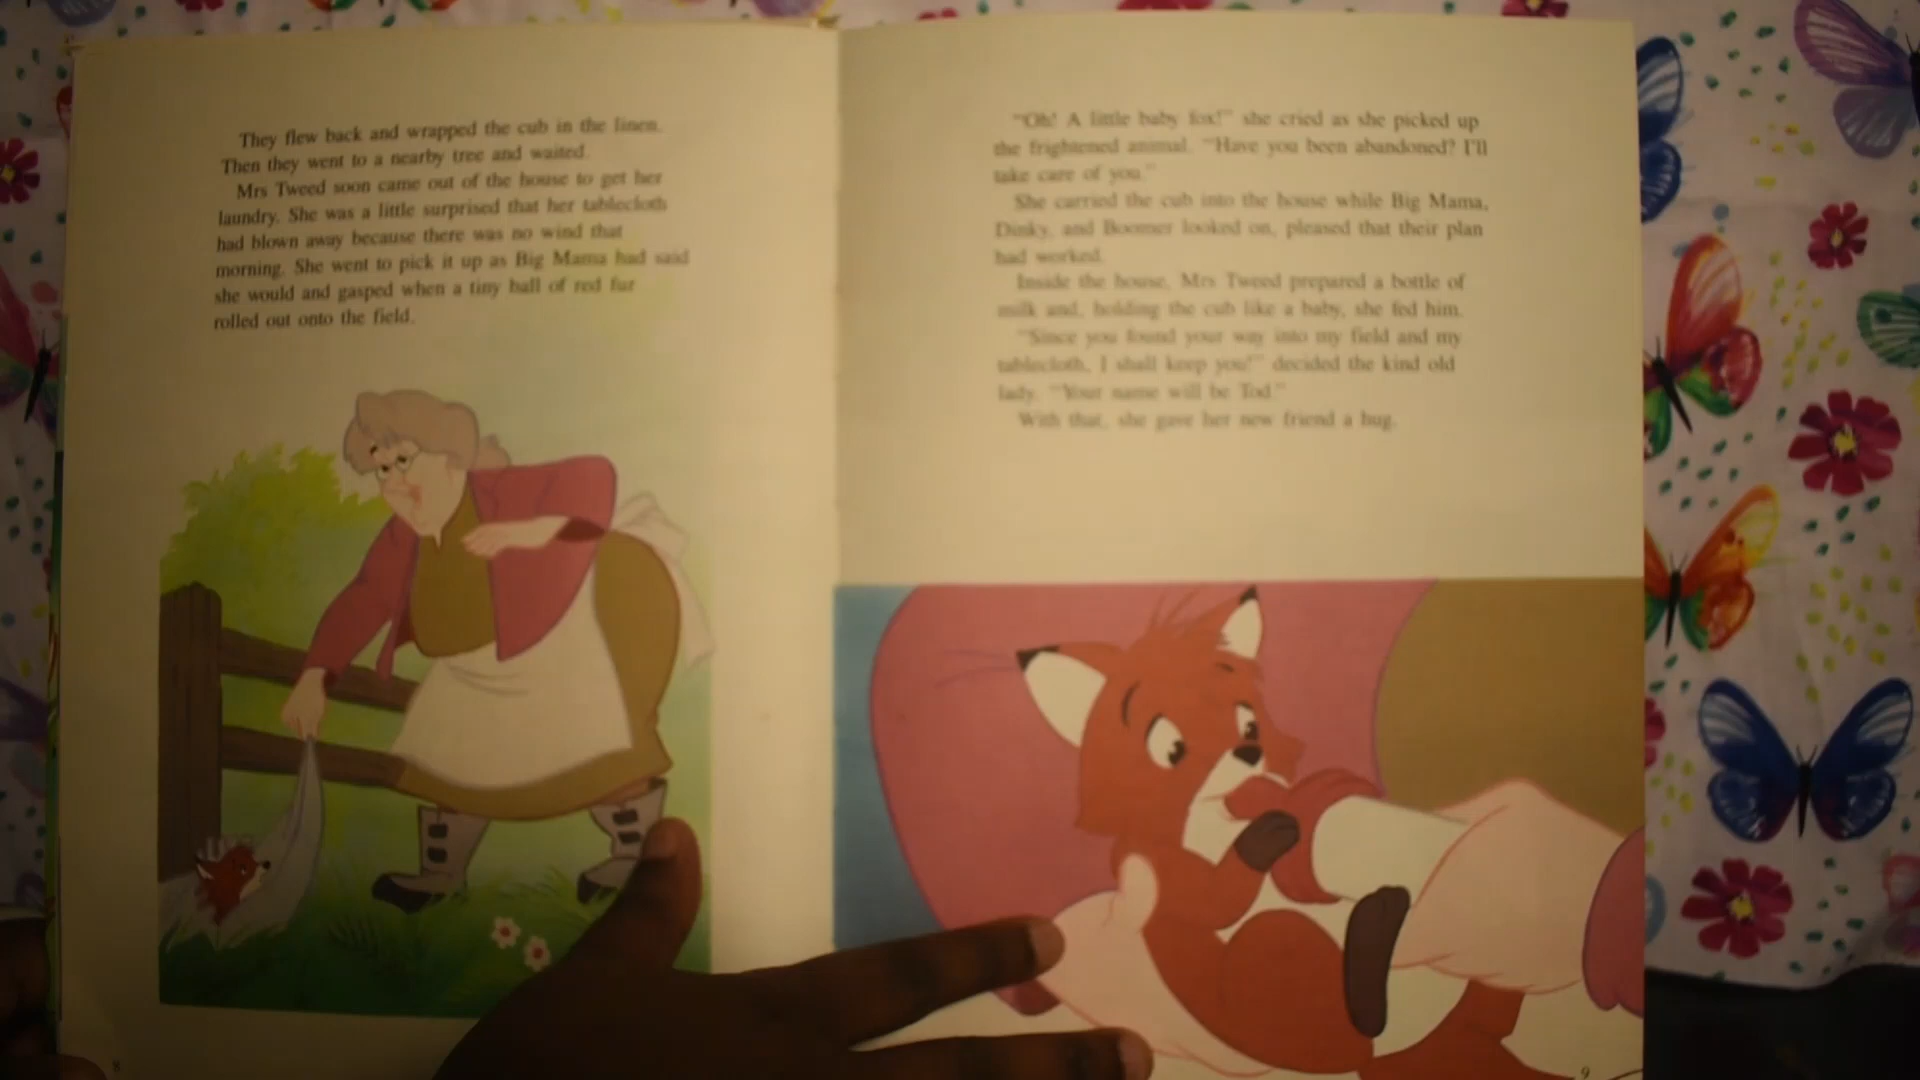 They flew back and wrapped the cub in the linen.
Then they went to a nearby tree and waited.
Mrs Tweed soon came out of the house to get her
laundry. She was a little surprised that her tablecloth
had blown away because there was no wind that
morning. She went to pick it up as Big Mama had said
she would and gasped when a tiny ball of red fur
rolled out onto the field.
8
"Oh! A little baby fox!" she cried as she picked up
the frightened animal. "Have you been abandoned? I'll
take care of you."
She carried the cub into the house while Big Mama,
Dinky, and Boomer looked on, pleased that their plan
had worked.
Inside the house, Mrs Tweed prepared a bottle of
milk and, holding the cub like a baby, she fed him.
"Since you found your way into my field and my
tablecloth, I shall keep you!" decided the kind old
lady. "Your name will be Tod."
With that, she gave her new friend a hug.
9